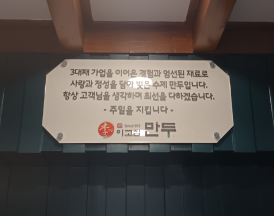 3대째 가업을 이어온 경험과 엄선된 재료로
사랑과 정성을 담아 빚은 수제 만두입니다.
항상 고객님을 생각하며 최선을 다하겠습니다.
- 주일을 지킵니다 -
만두